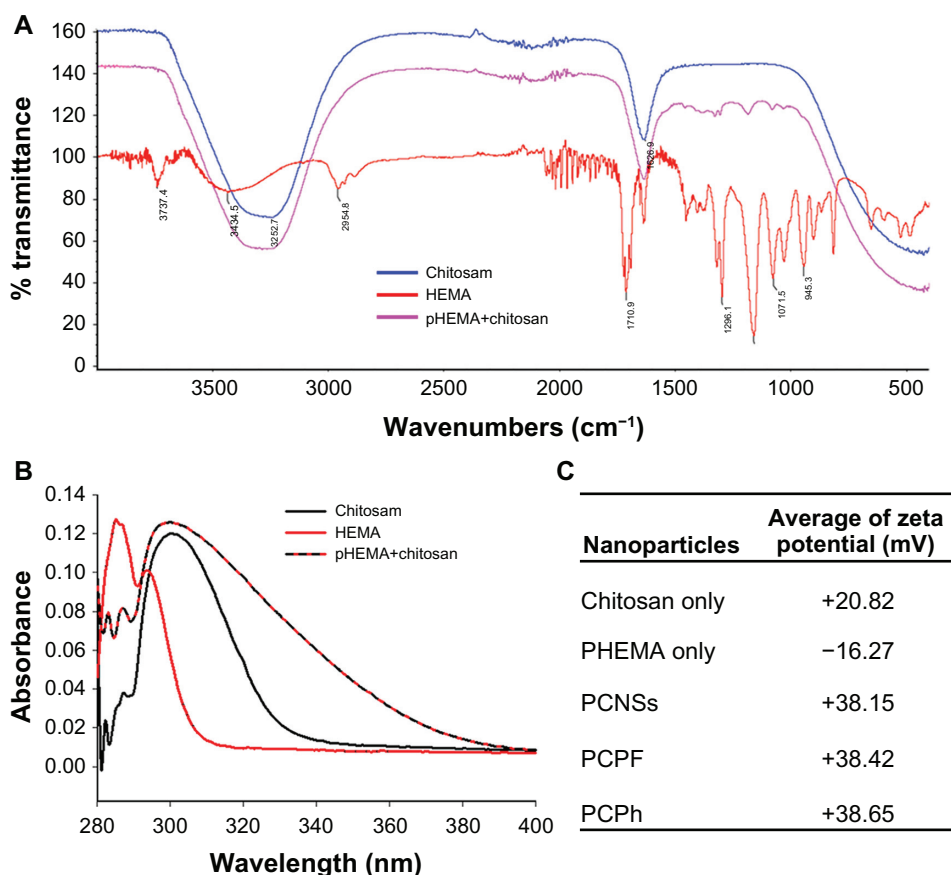 A
% transmittance
160
140
120
100
80
60
40
20
0
3737.4
3434.5
3252.7
2954.8
1710.9
1626.9
1296.1
1071.5
945.3
Chitosam
HEMA
pHEMA+chitosan
3500 3000 2500 2000 1500 1000 500
Wavenumbers (cm⁻¹)
B
Absorbance
0.14
0.12
0.10
0.08
0.06
0.04
0.02
0.00
Chitosam
HEMA
pHEMA+chitosan
280 300 320 340 360 380 400
Wavelength (nm)
C
Nanoparticles Average of zeta potential (mV)
Chitosan only +20.82
PHEMA only −16.27
PCNSs +38.15
PCPF +38.42
PCPh +38.65